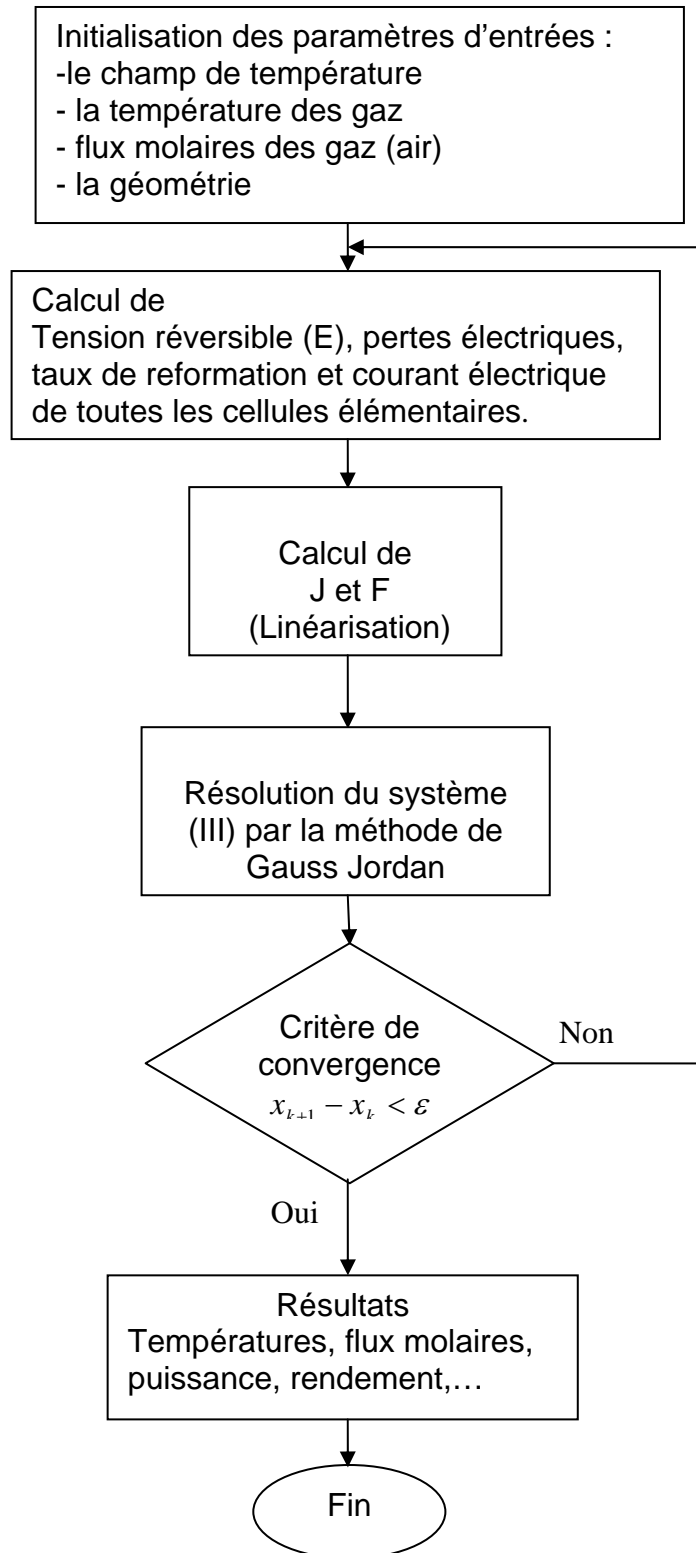 Initialisation des paramètres d’entrées :
-le champ de température
- la température des gaz
- flux molaires des gaz (air)
- la géométrie
Calcul de
Tension réversible (E), pertes électriques,
taux de reformation et courant électrique
de toutes les cellules élémentaires.
Calcul de
J et F
(Linéarisation)
Résolution du système
(III) par la méthode de
Gauss Jordan
Critère de
convergence
x_{k+1} − x_k < ε
Non
Oui
Résultats
Températures, flux molaires,
puissance, rendement,…
Fin